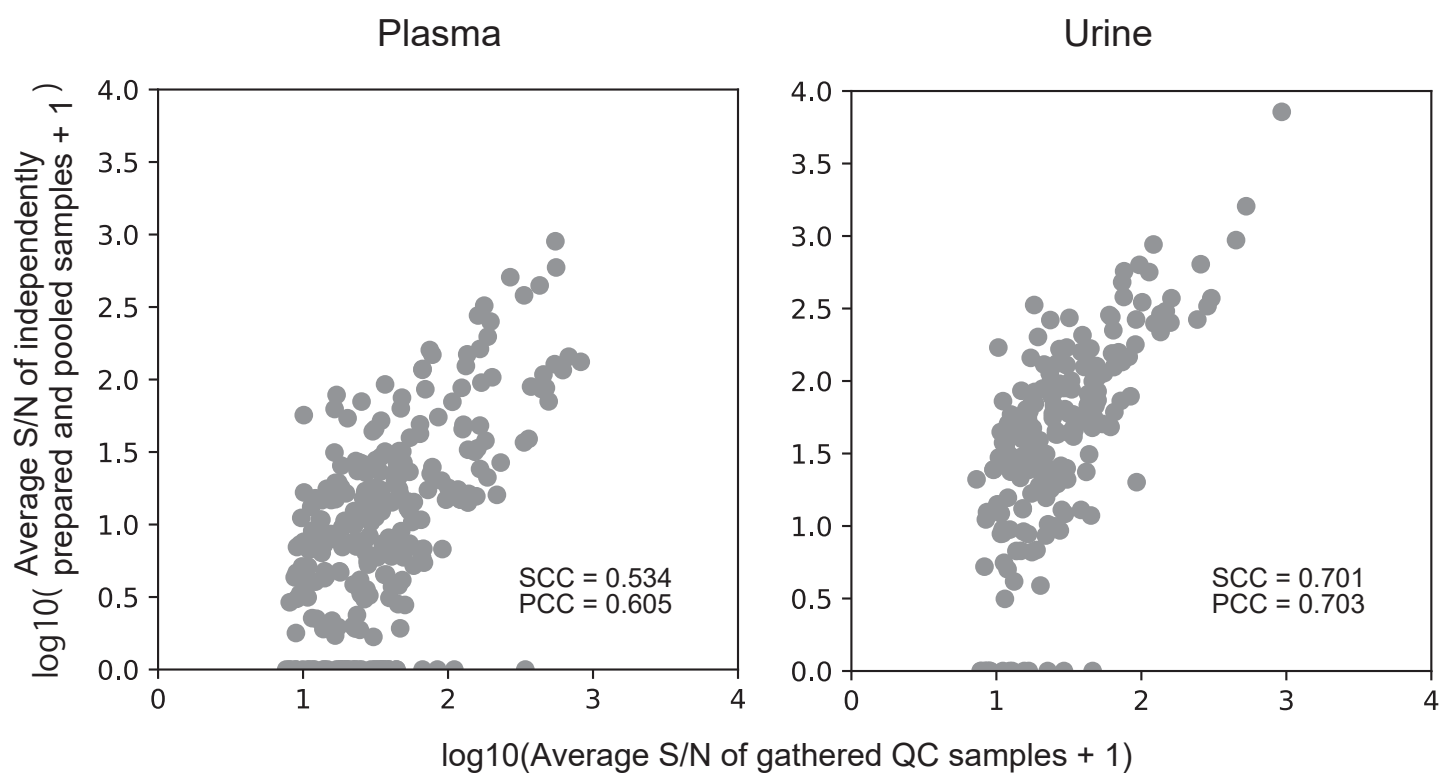 Plasma
Urine
log10(
Average S/N of independently
prepared and pooled samples + 1
)
4.0
3.5
3.0
2.5
2.0
1.5
1.0
0.5
0.0
0
1
2
3
4
SCC = 0.534
PCC = 0.605
4.0
3.5
3.0
2.5
2.0
1.5
1.0
0.5
0.0
0
1
2
3
4
SCC = 0.701
PCC = 0.703
log10(Average S/N of gathered QC samples + 1)